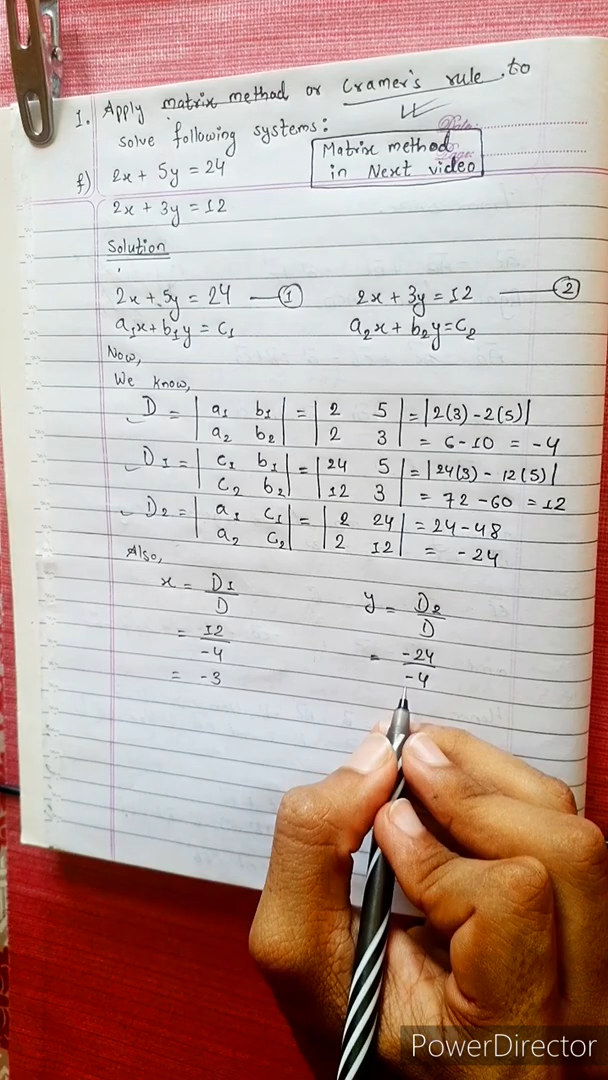 1. Apply matrix method or Cramer's rule to
solve following systems:
Matrix method
in Next video
f) 2x + 5y = 24
2x + 3y = 12
Solution
2x + 5y = 24 — ① 2x + 3y = 12 — ②
a₁x + b₁y = c₁ a₂x + b₂y = c₂
Now,
We know,
D = | a₁ b₁ | = | 2 5 | = |2(3) - 2(5)|
| a₂ b₂ | | 2 3 | = 6 - 10 = -4
D₁ = | c₁ b₁ | = | 24 5 | = |24(3) - 12(5)|
| c₂ b₂ | | 12 3 | = 72 - 60 = 12
D₂ = | a₁ c₁ | = | 2 24 | = 24 - 48
| a₂ c₂ | | 2 12 | = -24
Also,
x = D₁/D y = D₂/D
= 12/-4 = -24/-4
= -3
PowerDirector